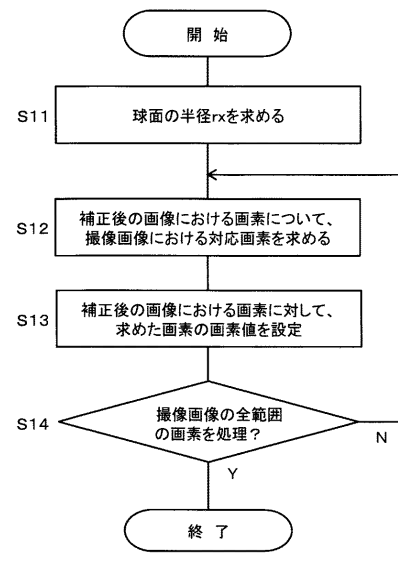 開 始
S11
球面の半径rxを求める
S12
補正後の画像における画素について、
撮像画像における対応画素を求める
S13
補正後の画像における画素に対して、
求めた画素の画素値を設定
S14
撮像画像の全範囲
の画素を処理？
N
Y
終 了